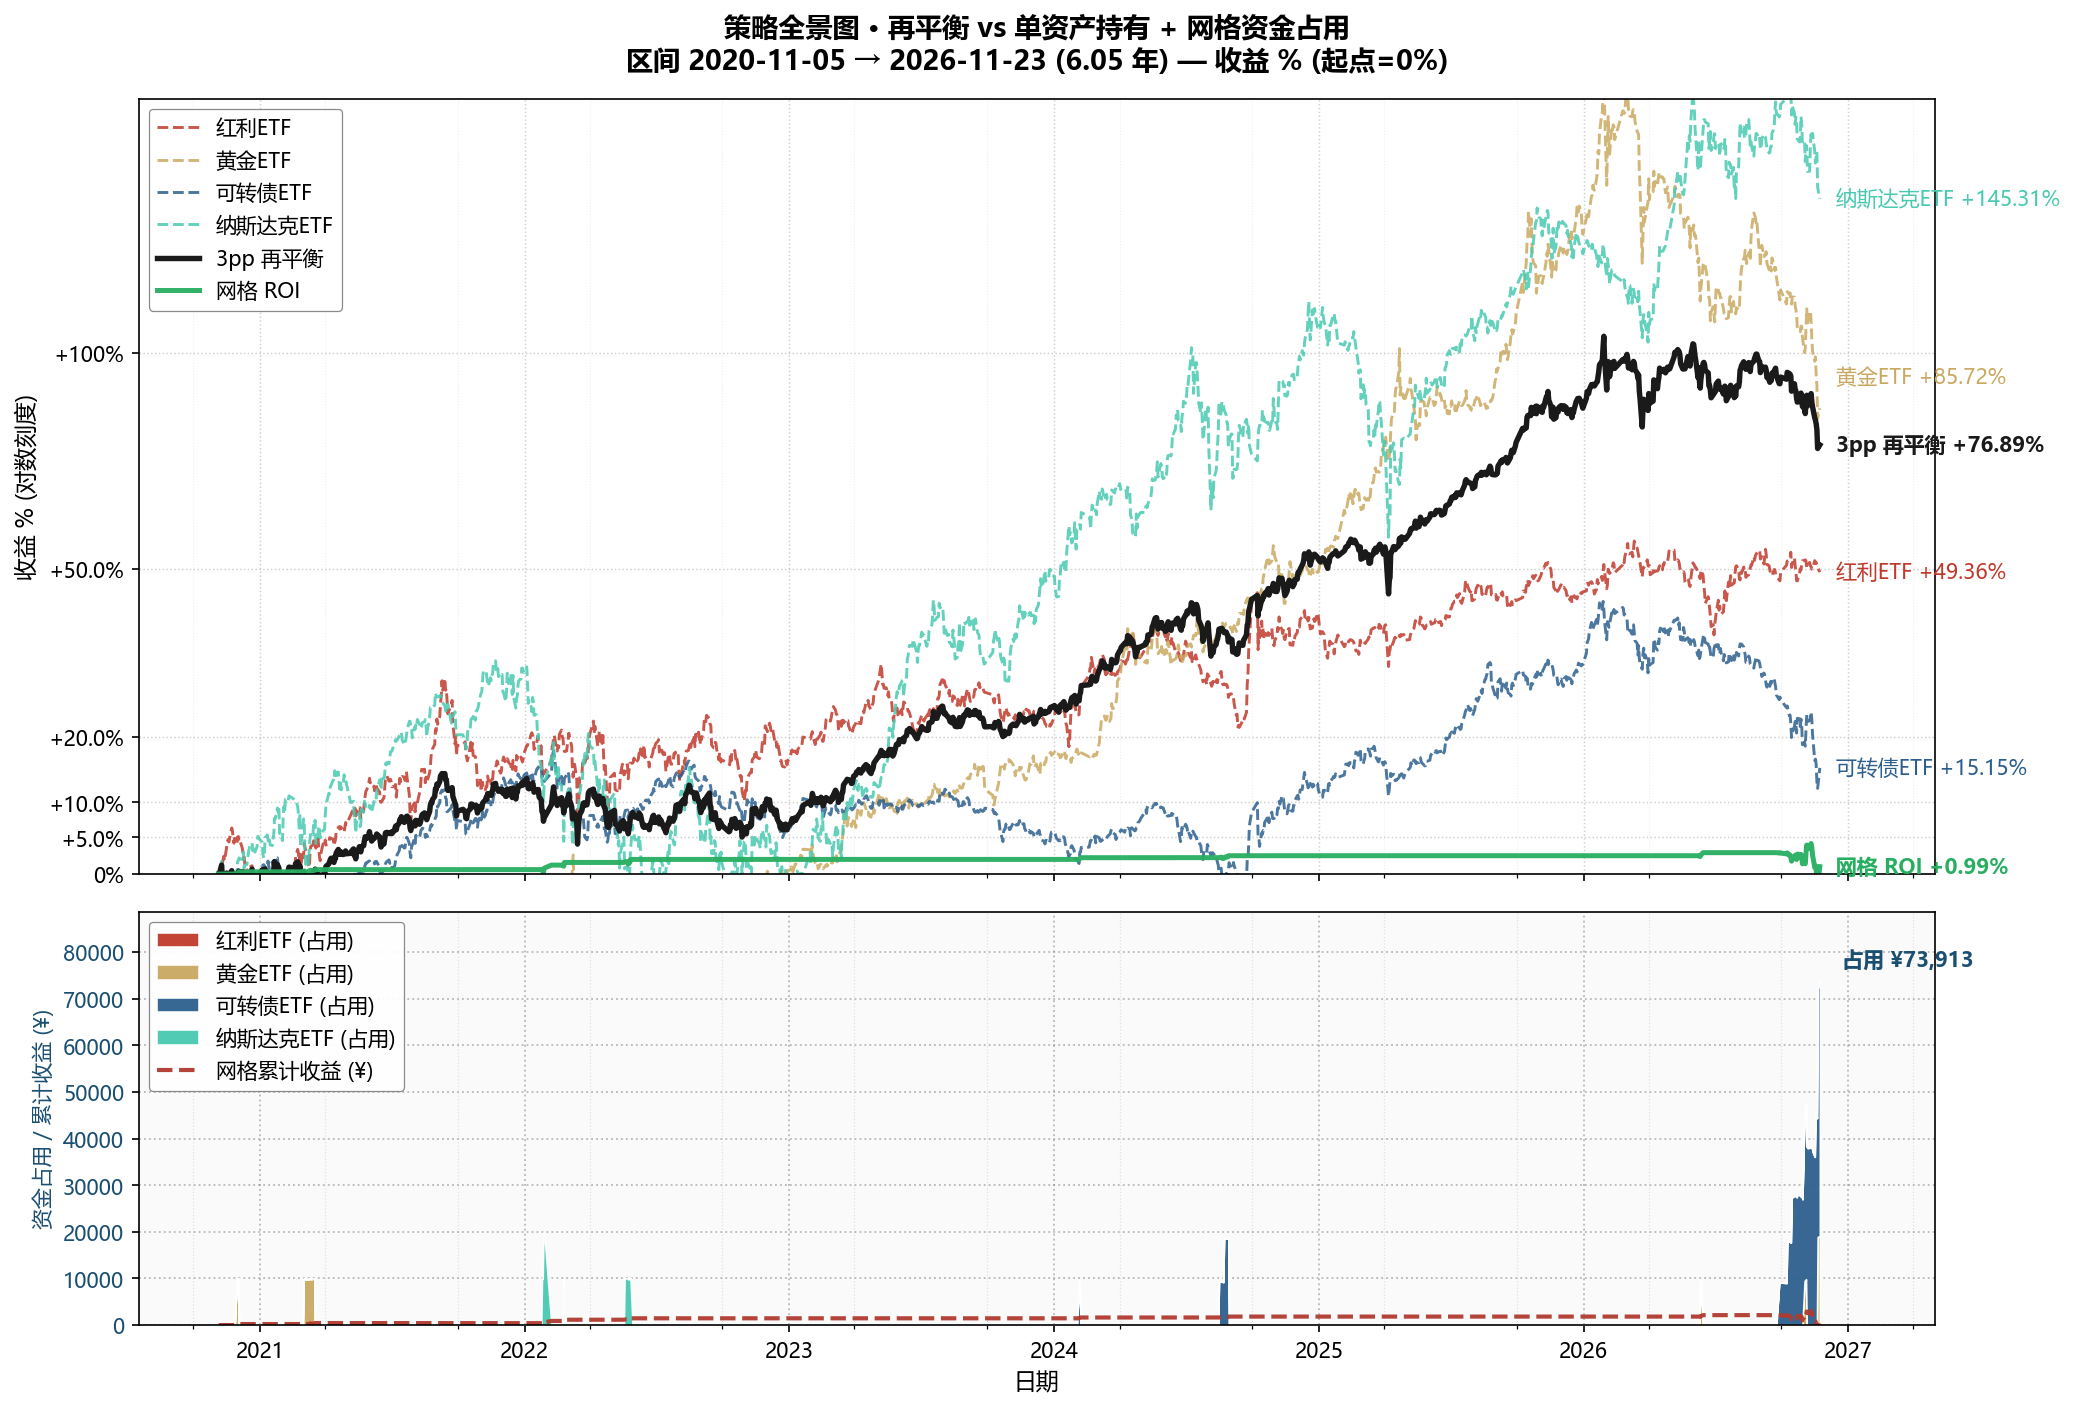 策略全景图 · 再平衡 vs 单资产持有 + 网格资金占用
区间 2020-11-05 → 2026-11-23 (6.05 年) — 收益 % (起点=0%)
红利ETF
黄金ETF
可转债ETF
纳斯达克ETF
3pp 再平衡
网格 ROI
收益 % (对数刻度)
+100%
+50.0%
+20.0%
+10.0%
+5.0%
0%
纳斯达克ETF +145.31%
黄金ETF +85.72%
3pp 再平衡 +76.89%
红利ETF +49.36%
可转债ETF +15.15%
网格 ROI +0.99%
红利ETF (占用)
黄金ETF (占用)
可转债ETF (占用)
纳斯达克ETF (占用)
网格累计收益 (¥)
占用 ¥73,913
资金占用 / 累计收益 (¥)
80000
70000
60000
50000
40000
30000
20000
10000
0
2021
2022
2023
2024
2025
2026
2027
日期